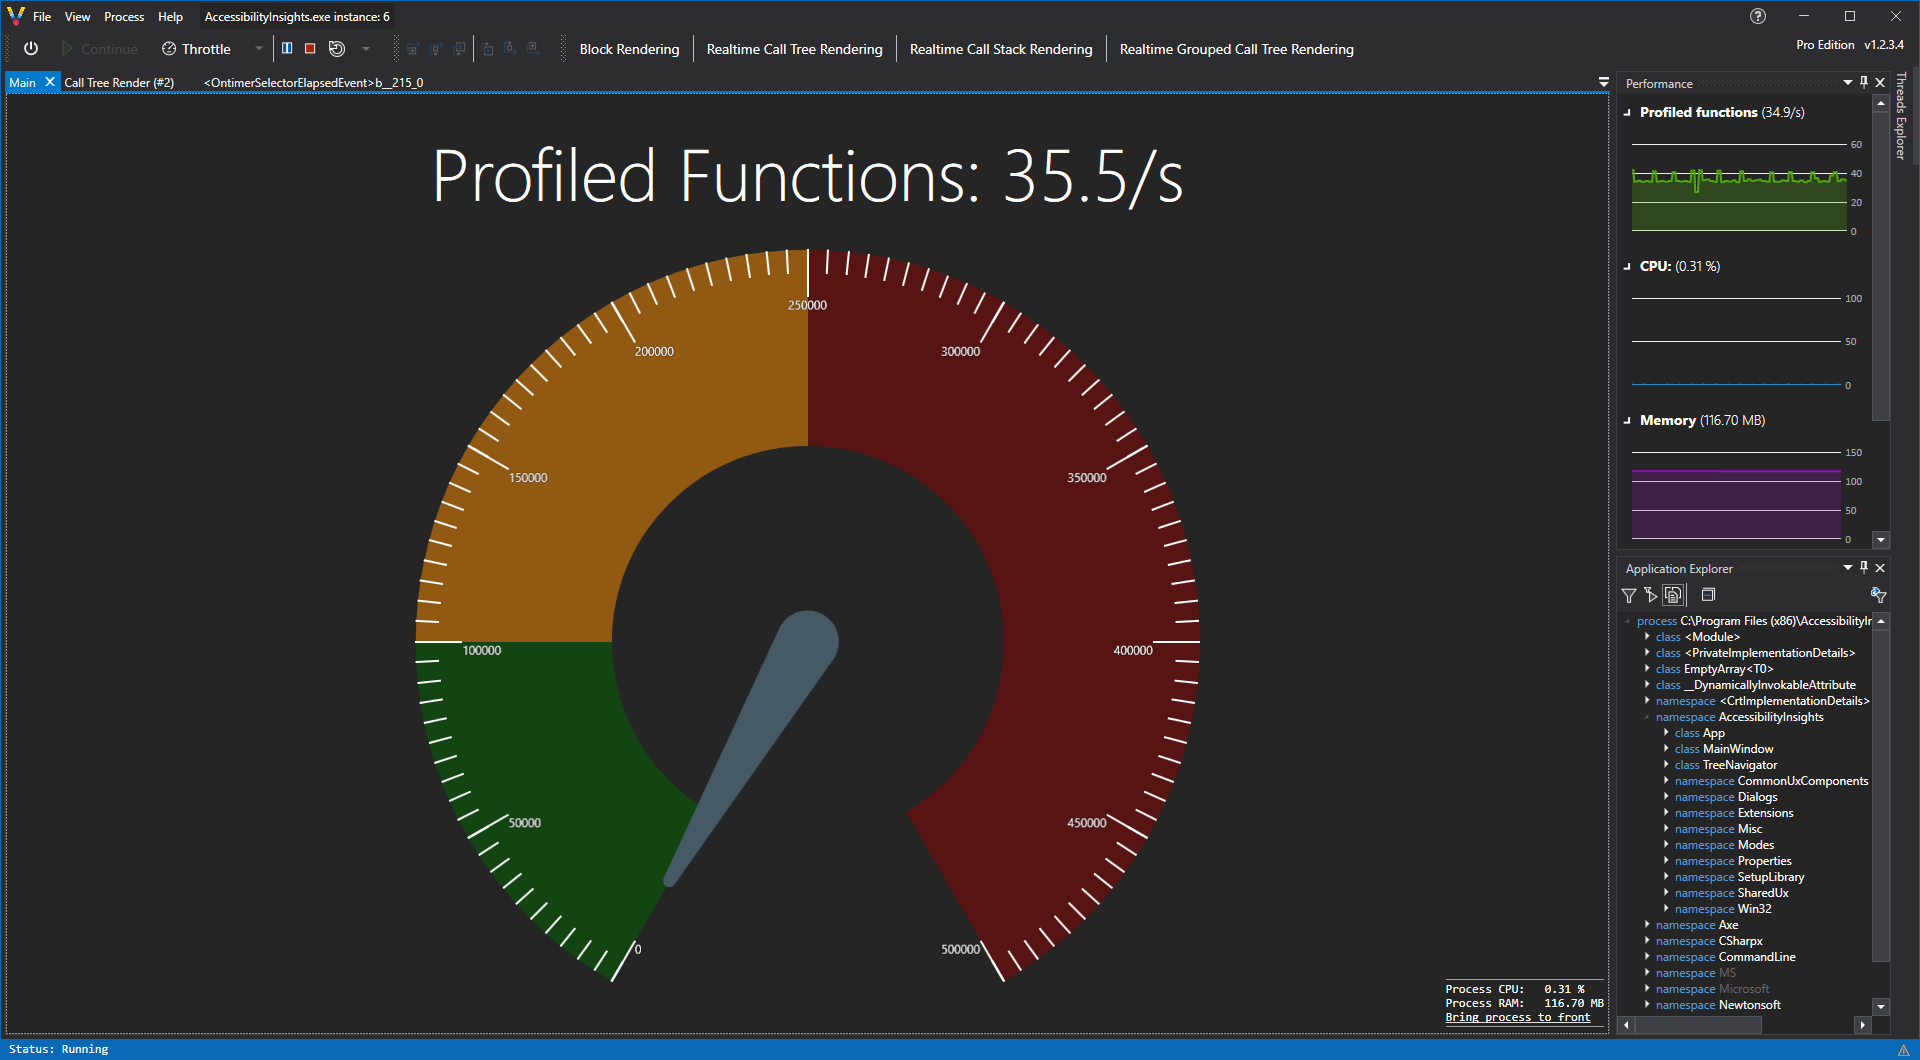 File View Process Help AccessibilityInsights.exe instance: 6
Pro Edition v1.2.3.4
Continue Throttle Block Rendering Realtime Call Tree Rendering Realtime Call Stack Rendering Realtime Grouped Call Tree Rendering
Main Call Tree Render (#2) <OntimerSelectorElapsedEvent>b__215_0
Profiled Functions: 35.5/s
250000
200000
300000
150000
350000
100000
400000
50000
450000
0
500000
Process CPU: 0.31 %
Process RAM: 116.70 MB
Bring process to front
Performance
Profiled functions (34.9/s)
60
40
20
0
CPU: (0.31 %)
100
50
0
Memory (116.70 MB)
150
100
50
0
Threads Explorer
Application Explorer
process C:\Program Files (x86)\AccessibilityIr
class <Module>
class <PrivateImplementationDetails>
class EmptyArray<T0>
class __DynamicallyInvokableAttribute
namespace <CrtImplementationDetails>
namespace AccessibilityInsights
class App
class MainWindow
class TreeNavigator
namespace CommonUxComponents
namespace Dialogs
namespace Extensions
namespace Misc
namespace Modes
namespace Properties
namespace SetupLibrary
namespace SharedUx
namespace Win32
namespace Axe
namespace CSharpx
namespace CommandLine
namespace MS
namespace Microsoft
namespace Newtonsoft
Status: Running